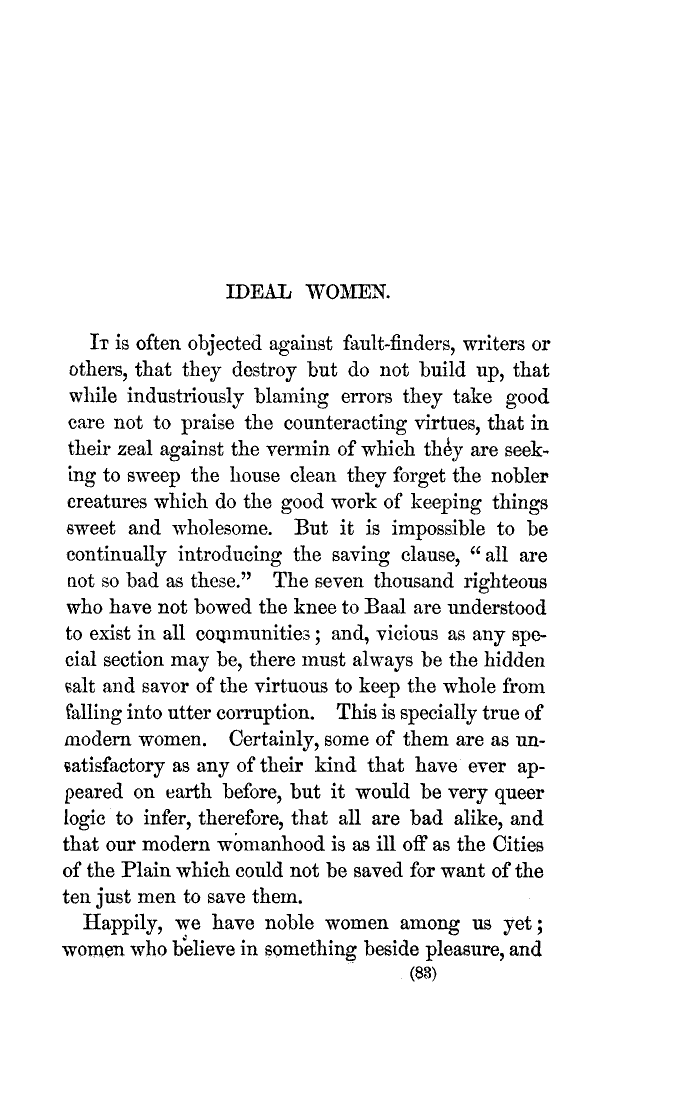 IDEAL WOMEN.
It is often objected against fault-finders, writers or
others, that they destroy but do not build up, that
while industriously blaming errors they take good
care not to praise the counteracting virtues, that in
their zeal against the vermin of which they are seek-
ing to sweep the house clean they forget the nobler
creatures which do the good work of keeping things
sweet and wholesome. But it is impossible to be
continually introducing the saving clause, “all are
not so bad as these.” The seven thousand righteous
who have not bowed the knee to Baal are understood
to exist in all communities; and, vicious as any spe-
cial section may be, there must always be the hidden
salt and savor of the virtuous to keep the whole from
falling into utter corruption. This is specially true of
modern women. Certainly, some of them are as un-
satisfactory as any of their kind that have ever ap-
peared on earth before, but it would be very queer
logic to infer, therefore, that all are bad alike, and
that our modern womanhood is as ill off as the Cities
of the Plain which could not be saved for want of the
ten just men to save them.
Happily, we have noble women among us yet;
women who believe in something beside pleasure, and
(83)